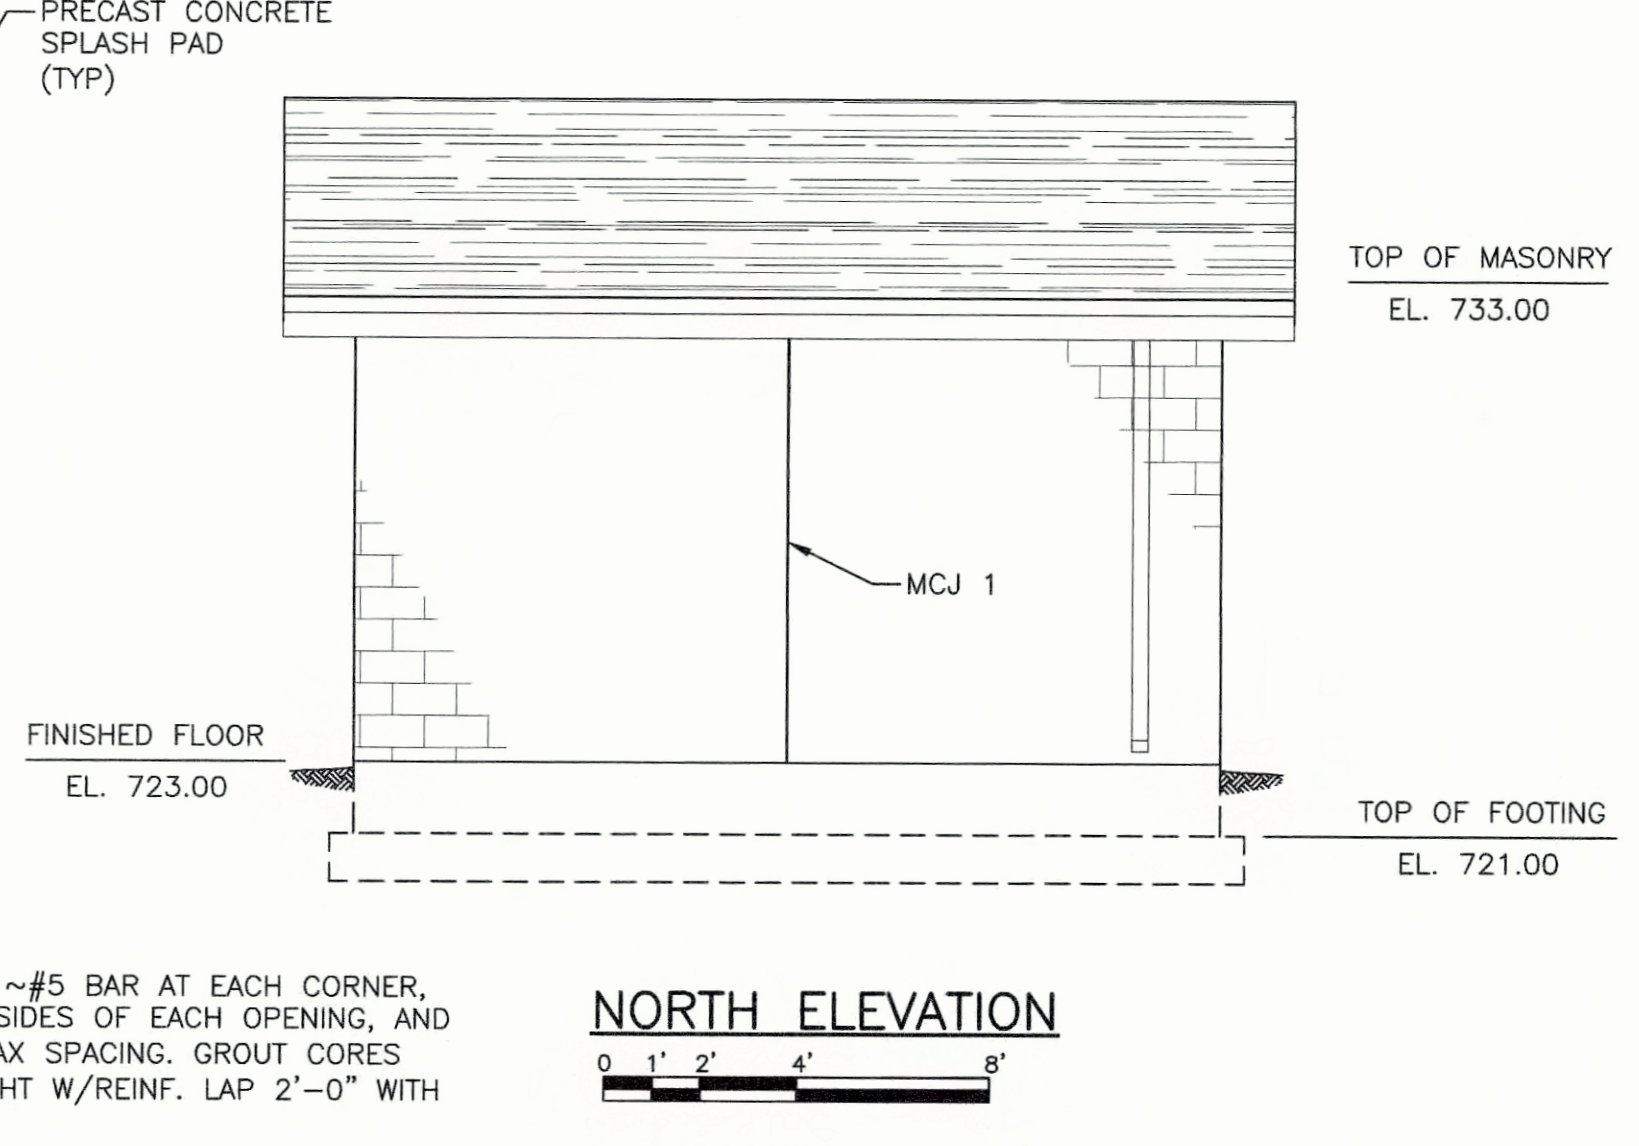 PRECAST CONCRETE
SPLASH PAD
(TYP)
TOP OF MASONRY
EL. 733.00
MCJ 1
FINISHED FLOOR
EL. 723.00
TOP OF FOOTING
EL. 721.00
~#5 BAR AT EACH CORNER,
SIDES OF EACH OPENING, AND
AX SPACING. GROUT CORES
HT W/REINF. LAP 2'-0" WITH
NORTH ELEVATION
0 1' 2' 4' 8'